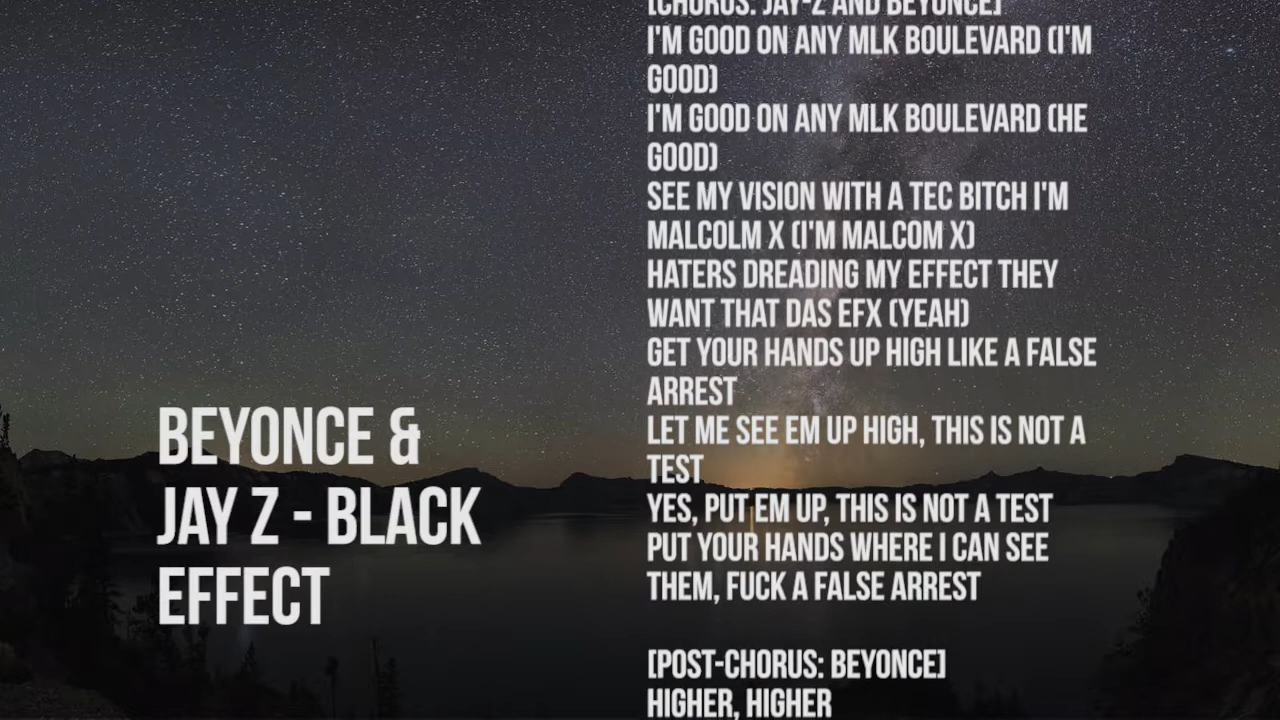 [CHORUS: JAY-Z AND BEYONCE]
I'M GOOD ON ANY MLK BOULEVARD (I'M
GOOD)
I'M GOOD ON ANY MLK BOULEVARD (HE
GOOD)
SEE MY VISION WITH A TEC BITCH I'M
MALCOLM X (I'M MALCOM X)
HATERS DREADING MY EFFECT THEY
WANT THAT DAS EFX (YEAH)
GET YOUR HANDS UP HIGH LIKE A FALSE
ARREST
LET ME SEE EM UP HIGH, THIS IS NOT A
TEST
YES, PUT EM UP, THIS IS NOT A TEST
PUT YOUR HANDS WHERE I CAN SEE
THEM, FUCK A FALSE ARREST
[POST-CHORUS: BEYONCE]
HIGHER, HIGHER
BEYONCE &
JAY Z - BLACK
EFFECT